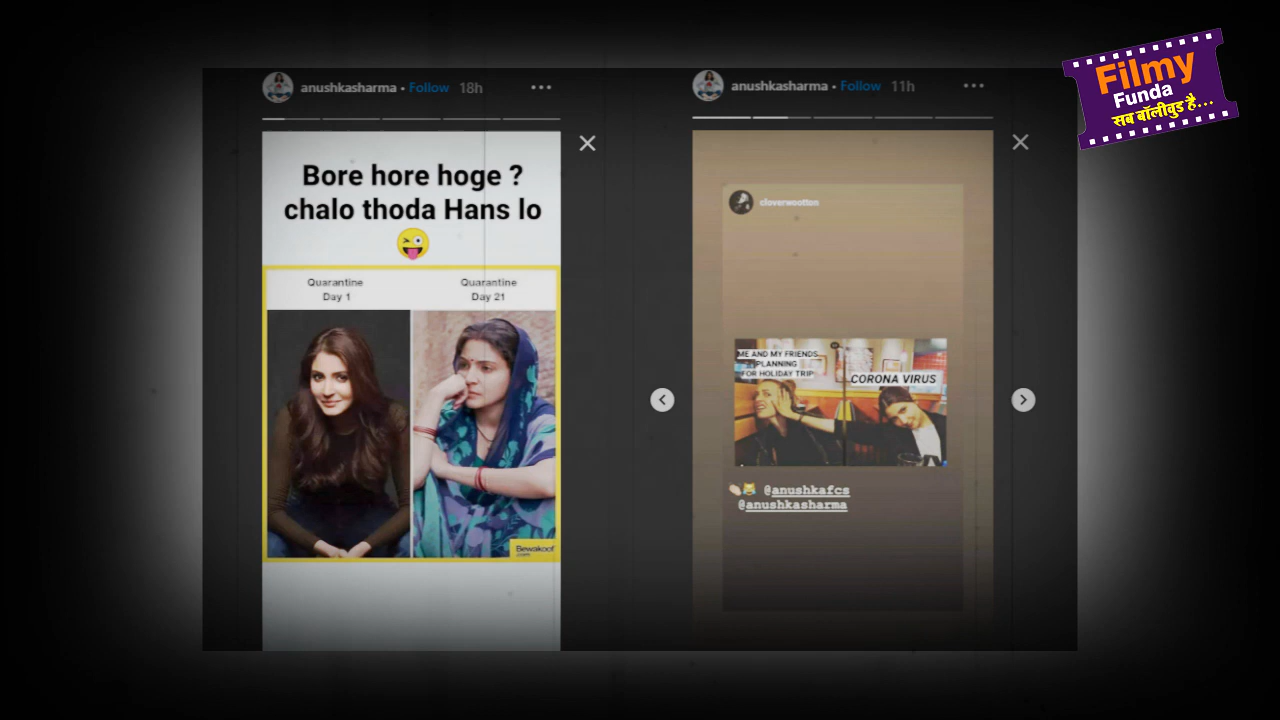 anushkasharma • Follow 18h
Bore hore hoge ?
chalo thoda Hans lo
Quarantine
Day 1
Quarantine
Day 21
Bewakoof
.com
anushkasharma • Follow 11h
cloverwootton
ME AND MY FRIENDS
PLANNING
FOR HOLIDAY TRIP
CORONA VIRUS
@anushkafcs
@anushkasharma
Filmy
Funda
सब बॉलीवुड है...